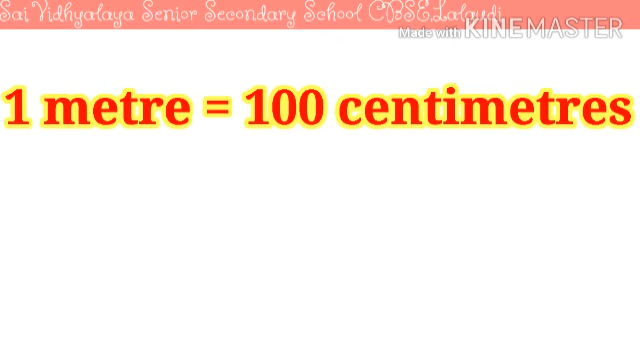 Sai Vidhyalaya Senior Secondary School CBSE, Lalgudi
Made with KINEMASTER
1 metre = 100 centimetres